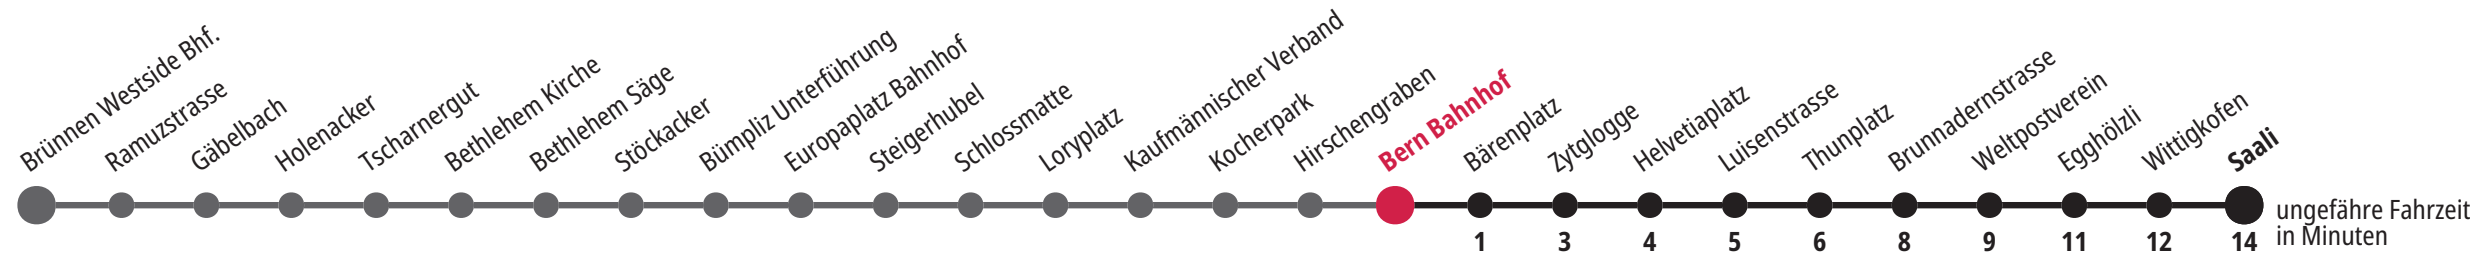 Brünnen Westside Bhf.
Ramuzstrasse
Gäbelbach
Holenacker
Tscharnergut
Bethlehem Kirche
Bethlehem Säge
Stöckacker
Bümpliz Unterführung
Europaplatz Bahnhof
Steigerhubel
Schlossmatte
Loryplatz
Kaufmännischer Verband
Kocherpark
Hirschengraben
Bern Bahnhof
Bärenplatz
Zytglogge
Helvetiaplatz
Luisenstrasse
Thunplatz
Brunnadernstrasse
Weltpostverein
Egghölzli
Wittigkofen
Saali
1 3 4 5 6 8 9 11 12 14
ungefähre Fahrzeit
in Minuten